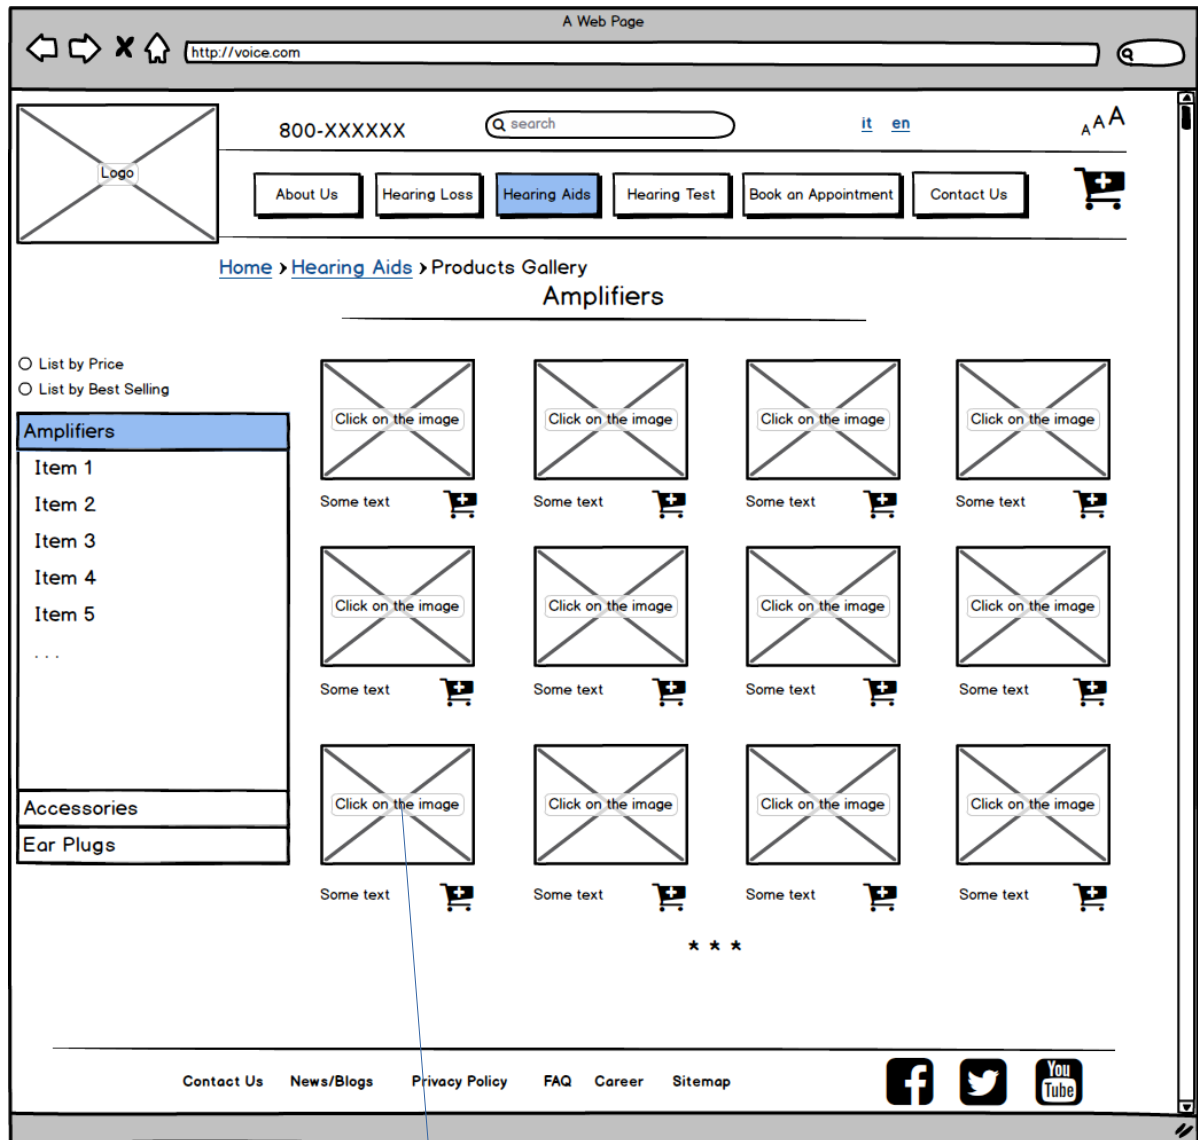 A Web Page
http://voice.com
Logo
800-XXXXXX
search
it en
A A A
About Us
Hearing Loss
Hearing Aids
Hearing Test
Book an Appointment
Contact Us
Home › Hearing Aids › Products Gallery
Amplifiers
List by Price
List by Best Selling
Amplifiers
Item 1
Item 2
Item 3
Item 4
Item 5
. . .
Accessories
Ear Plugs
Click on the image
Click on the image
Click on the image
Click on the image
Some text
Some text
Some text
Some text
Click on the image
Click on the image
Click on the image
Click on the image
Some text
Some text
Some text
Some text
Click on the image
Click on the image
Click on the image
Click on the image
Some text
Some text
Some text
Some text
* * *
Contact Us
News/Blogs
Privacy Policy
FAQ
Career
Sitemap
f
You
Tube